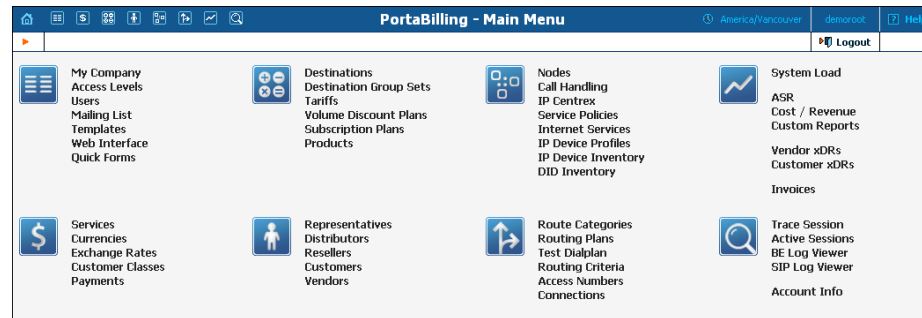 PortaBilling - Main Menu
America/Vancouver
demoroot
? Hel
Logout
My Company
Access Levels
Users
Mailing List
Templates
Web Interface
Quick Forms
Destinations
Destination Group Sets
Tariffs
Volume Discount Plans
Subscription Plans
Products
Nodes
Call Handling
IP Centrex
Service Policies
Internet Services
IP Device Profiles
IP Device Inventory
DID Inventory
System Load
ASR
Cost / Revenue
Custom Reports
Vendor xDRs
Customer xDRs
Invoices
Services
Currencies
Exchange Rates
Customer Classes
Payments
Representatives
Distributors
Resellers
Customers
Vendors
Route Categories
Routing Plans
Test Dialplan
Routing Criteria
Access Numbers
Connections
Trace Session
Active Sessions
BE Log Viewer
SIP Log Viewer
Account Info